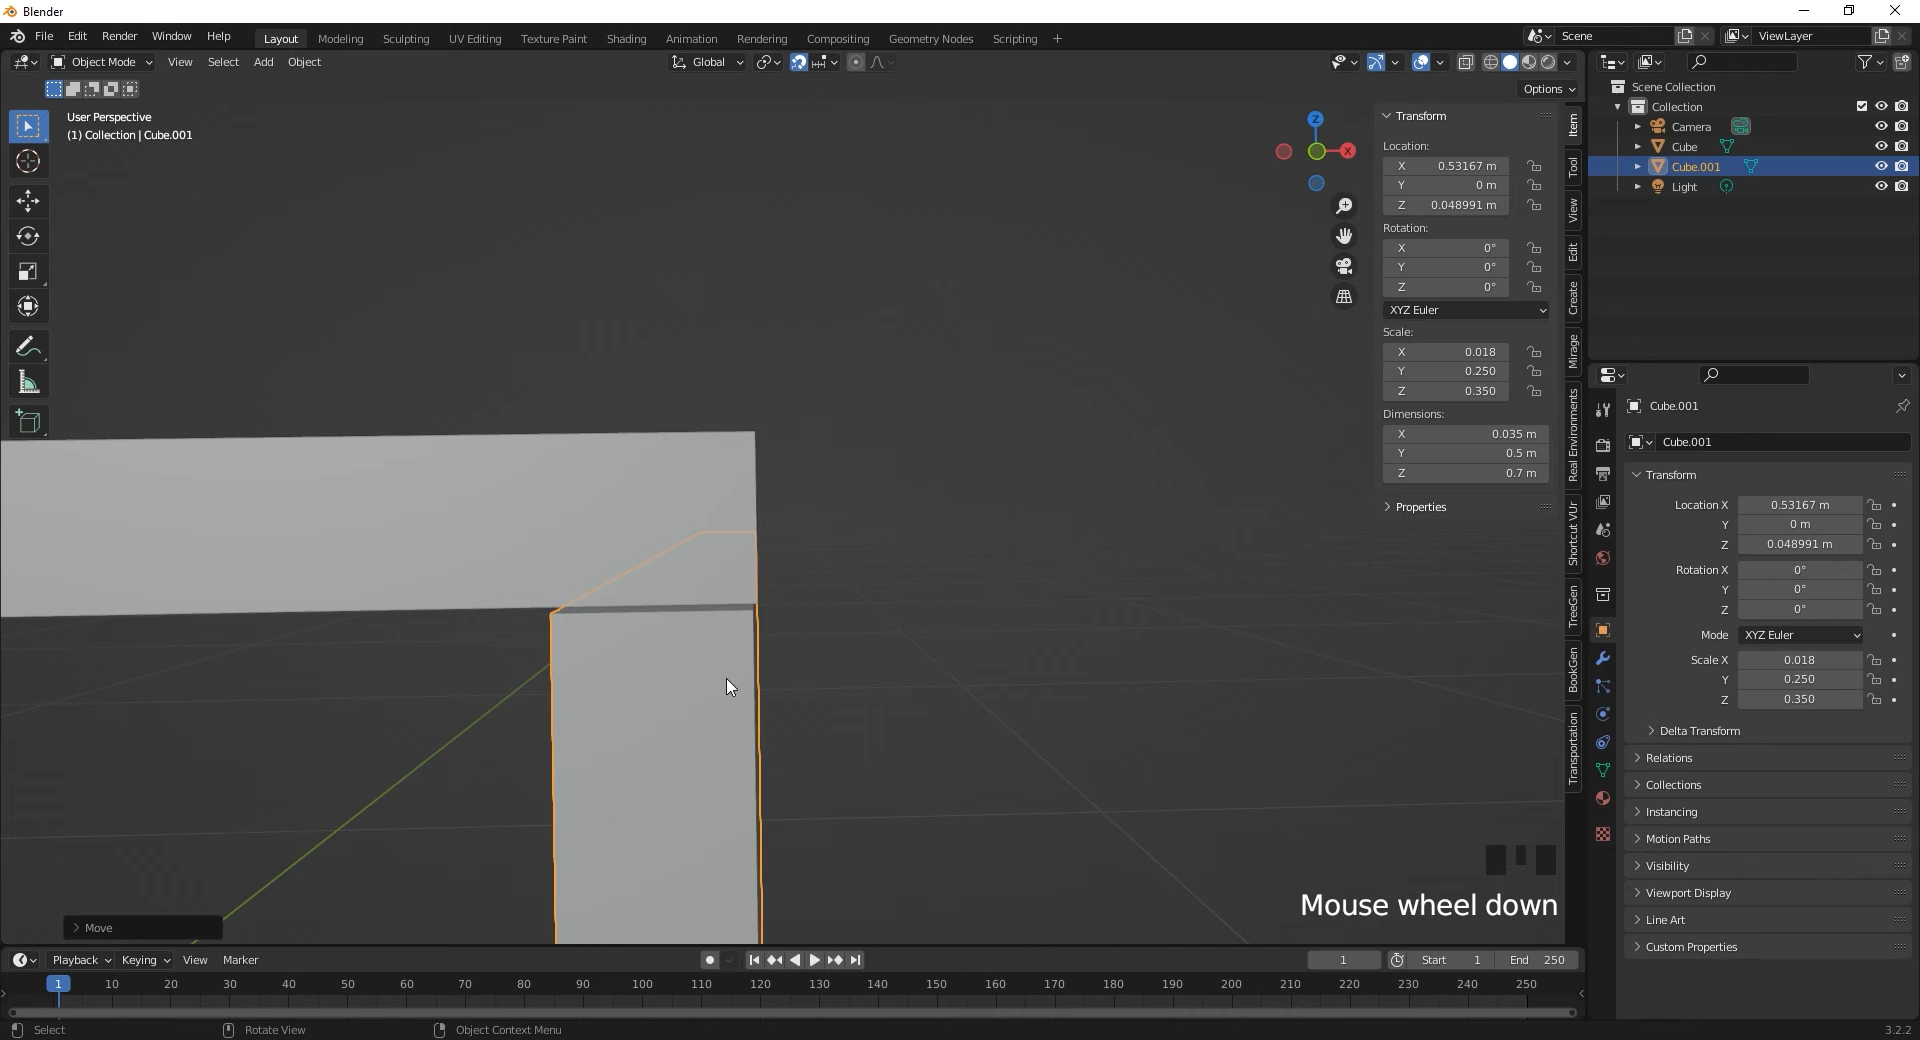 Blender
File Edit Render Window Help Layout Modeling Sculpting UV Editing Texture Paint Shading Animation Rendering Compositing Geometry Nodes Scripting + Scene ViewLayer
Object Mode View Select Add Object Global
Options
User Perspective
(1) Collection | Cube.001
Z
X
Transform
Location:
X 0.53167 m
Y 0 m
Z 0.048991 m
Rotation:
X 0°
Y 0°
Z 0°
XYZ Euler
Scale:
X 0.018
Y 0.250
Z 0.350
Dimensions:
X 0.035 m
Y 0.5 m
Z 0.7 m
Properties
Item
Tool
View
Edit
Create
Mirage
Real Environments
Shortcut VUr
TreeGen
BookGen
Transportation
Scene Collection
Collection
Camera
Cube
Cube.001
Light
Cube.001
Cube.001
Transform
Location X 0.53167 m
Y 0 m
Z 0.048991 m
Rotation X 0°
Y 0°
Z 0°
Mode XYZ Euler
Scale X 0.018
Y 0.250
Z 0.350
Delta Transform
Relations
Collections
Instancing
Motion Paths
Visibility
Viewport Display
Line Art
Custom Properties
Mouse wheel down
Move
Playback Keying View Marker 1 Start 1 End 250
1 10 20 30 40 50 60 70 80 90 100 110 120 130 140 150 160 170 180 190 200 210 220 230 240 250
Select Rotate View Object Context Menu 3.2.2